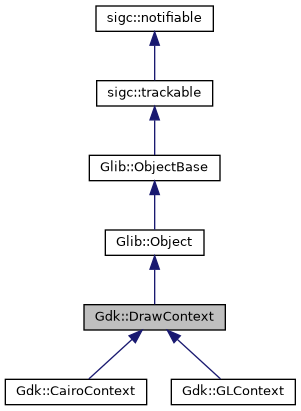 sigc::notifiable
sigc::trackable
Glib::ObjectBase
Glib::Object
Gdk::DrawContext
Gdk::CairoContext
Gdk::GLContext